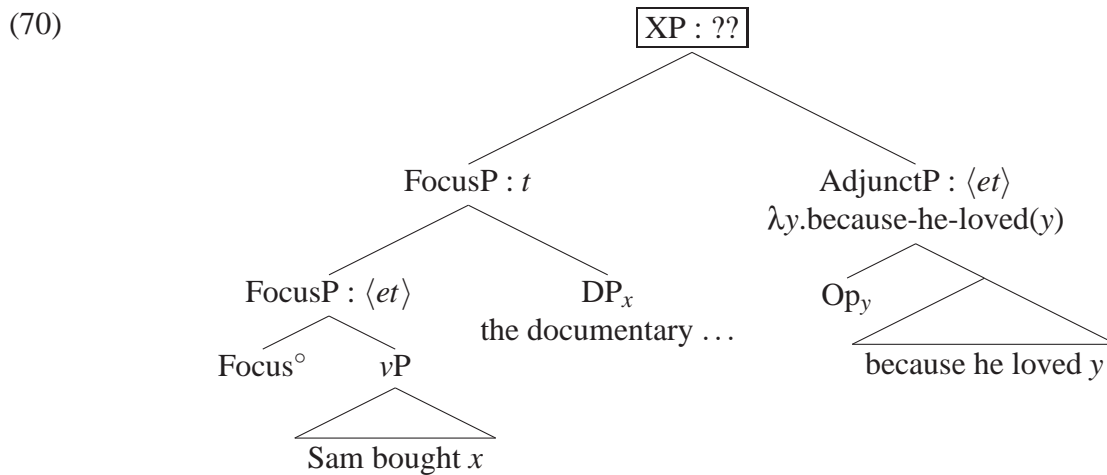 (70)
XP : ??
FocusP : t
AdjunctP : ⟨et⟩
λy.because-he-loved(y)
FocusP : ⟨et⟩
DPx
the documentary …
Opy
because he loved y
Focus°
vP
Sam bought x